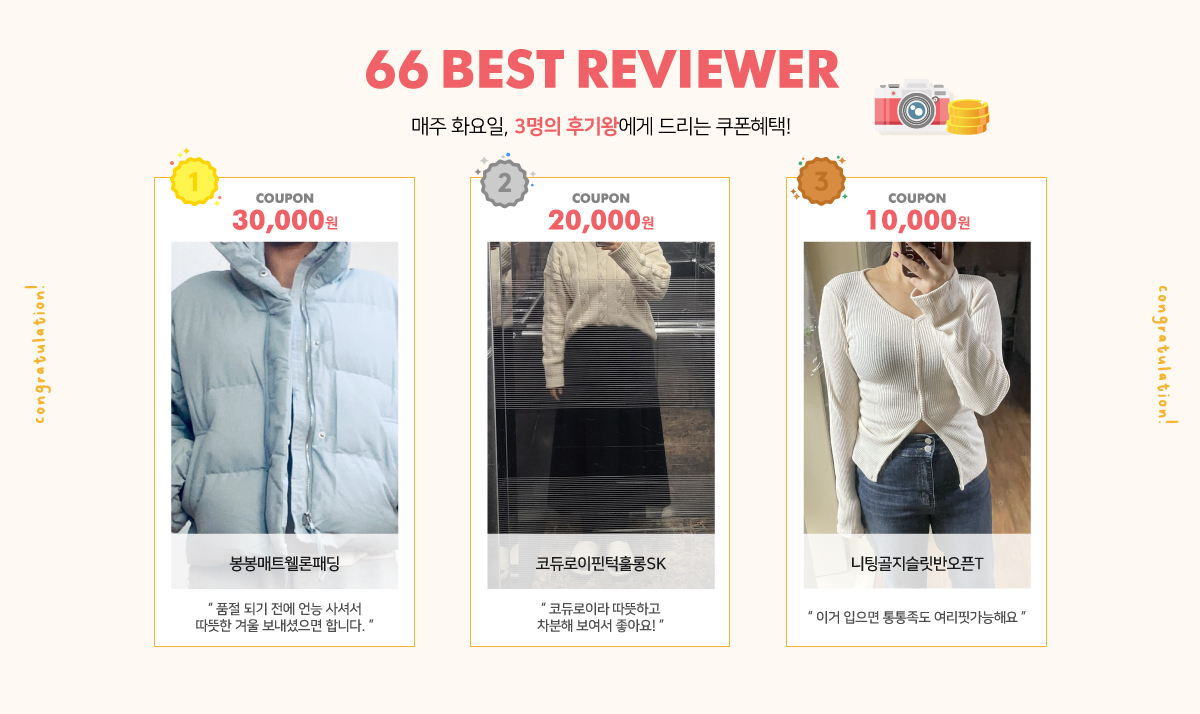 66 BEST REVIEWER
매주 화요일, 3명의 후기왕에게 드리는 쿠폰혜택!
1
COUPON
30,000원
봉봉매트웰론패딩
“ 품절 되기 전에 언능 사셔서
따뜻한 겨울 보내셨으면 합니다. ”
2
COUPON
20,000원
코듀로이핀턱훌롱SK
“ 코듀로이라 따뜻하고
차분해 보여서 좋아요! ”
3
COUPON
10,000원
니팅골지슬릿반오픈T
“ 이거 입으면 통통족도 여리핏가능해요 ”
congratulation!
congratulation!